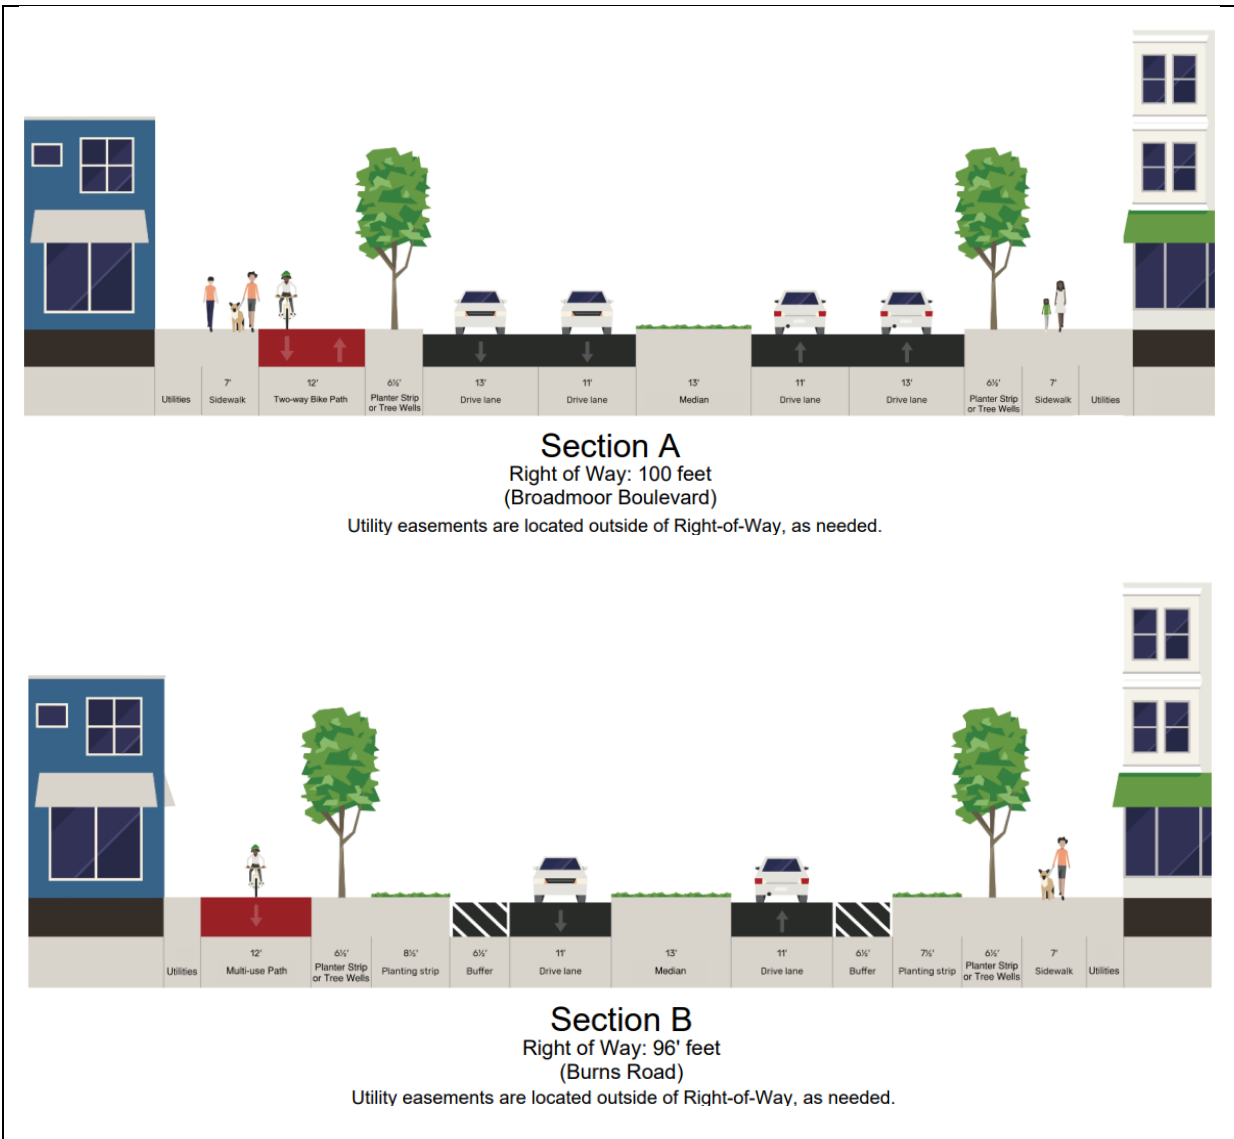 7'
12'
6½'
13'
11'
13'
11'
13'
6½'
7'
Utilities
Sidewalk
Two-way Bike Path
Planter Strip
or Tree Wells
Drive lane
Drive lane
Median
Drive lane
Drive lane
Planter Strip
or Tree Wells
Sidewalk
Utilities
Section A
Right of Way: 100 feet
(Broadmoor Boulevard)
Utility easements are located outside of Right-of-Way, as needed.
12'
6½'
8½'
6½'
11'
13'
11'
6½'
7½'
6½'
7'
Utilities
Multi-use Path
Planter Strip
or Tree Wells
Planting strip
Buffer
Drive lane
Median
Drive lane
Buffer
Planting strip
Planter Strip
or Tree Wells
Sidewalk
Utilities
Section B
Right of Way: 96' feet
(Burns Road)
Utility easements are located outside of Right-of-Way, as needed.